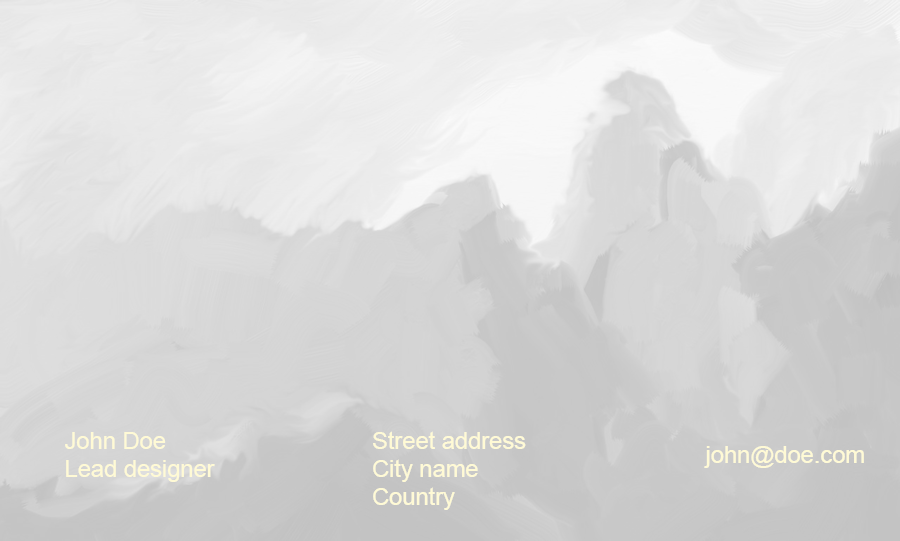 John Doe
Lead designer
Street address
City name
Country
john@doe.com